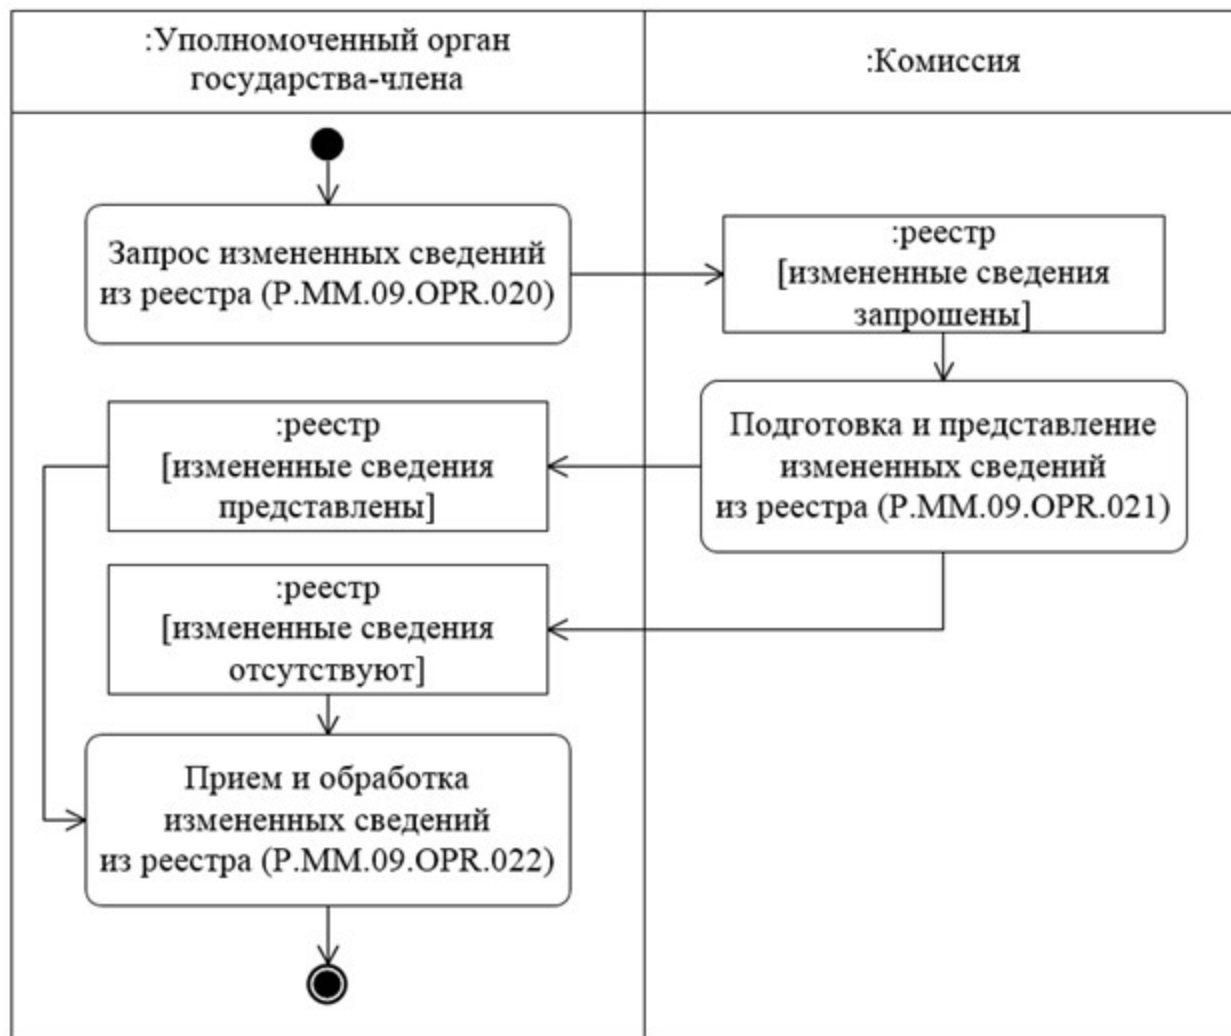 :Уполномоченный орган
государства-члена
:Комиссия
Запрос измененных сведений
из реестра (P.MM.09.OPR.020)
:реестр
[измененные сведения
запрошены]
:реестр
[измененные сведения
представлены]
Подготовка и представление
измененных сведений
из реестра (P.MM.09.OPR.021)
:реестр
[измененные сведения
отсутствуют]
Прием и обработка
измененных сведений
из реестра (P.MM.09.OPR.022)